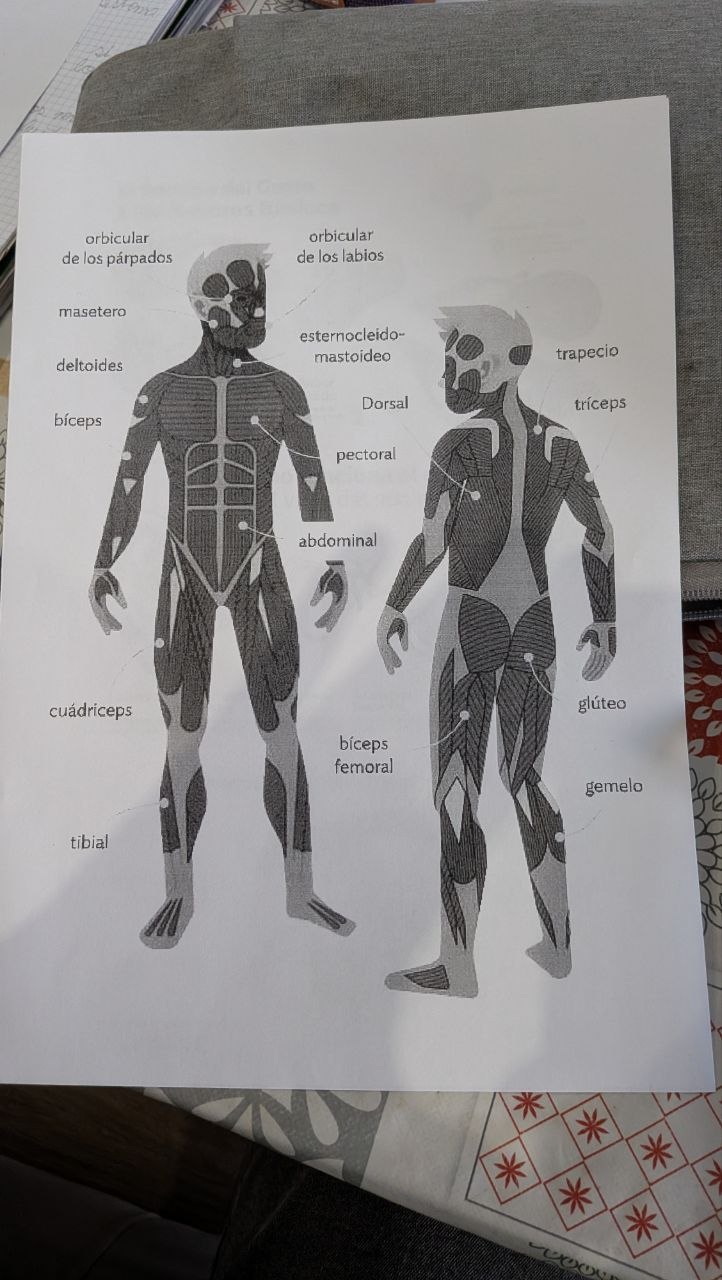 orbicular
de los párpados
orbicular
de los labios
masetero
esternocleido-
mastoídeo
deltoides
bíceps
pectoral
abdominal
cuádriceps
tibial
trapecio
Dorsal
tríceps
glúteo
bíceps
femoral
gemelo